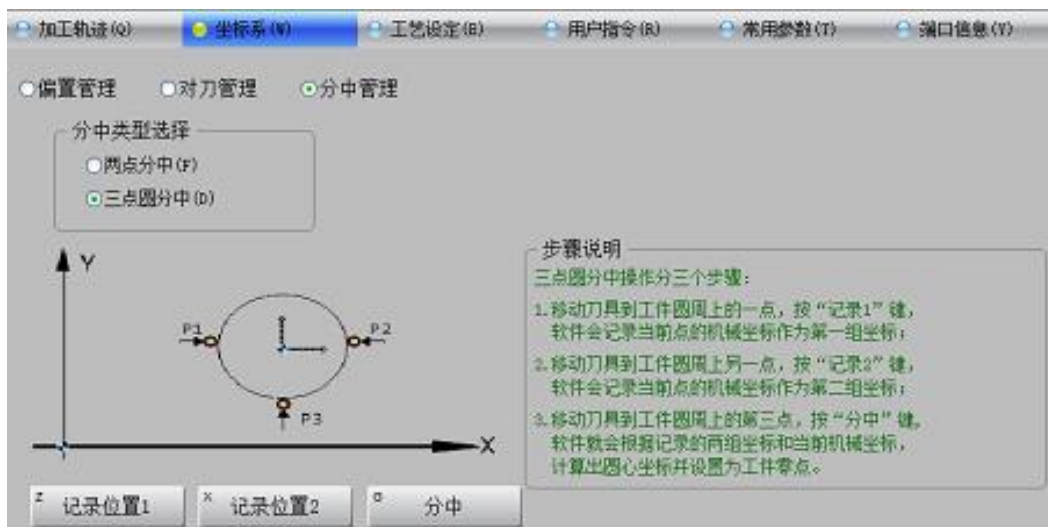 加工轨迹(Q) 坐标系(W) 工艺设定(E) 用户指令(R) 常用参数(T) 端口信息(Y)
偏置管理 对刀管理 分中管理
分中类型选择
两点分中(F)
三点圆分中(D)
Y
P1
P2
P3
X
步骤说明
三点圆分中操作分三个步骤：
1.移动刀具到工件圆周上的一点，按“记录1”键，
软件会记录当前点的机械坐标作为第一组坐标；
2.移动刀具到工件圆周上另一点，按“记录2”键，
软件会记录当前点的机械坐标作为第二组坐标；
3.移动刀具到工件圆周上的第三点，按“分中”键。
软件就会根据记录的两组坐标和当前机械坐标，
计算出圆心坐标并设置为工件零点。
Z 记录位置1 X 记录位置2 分中